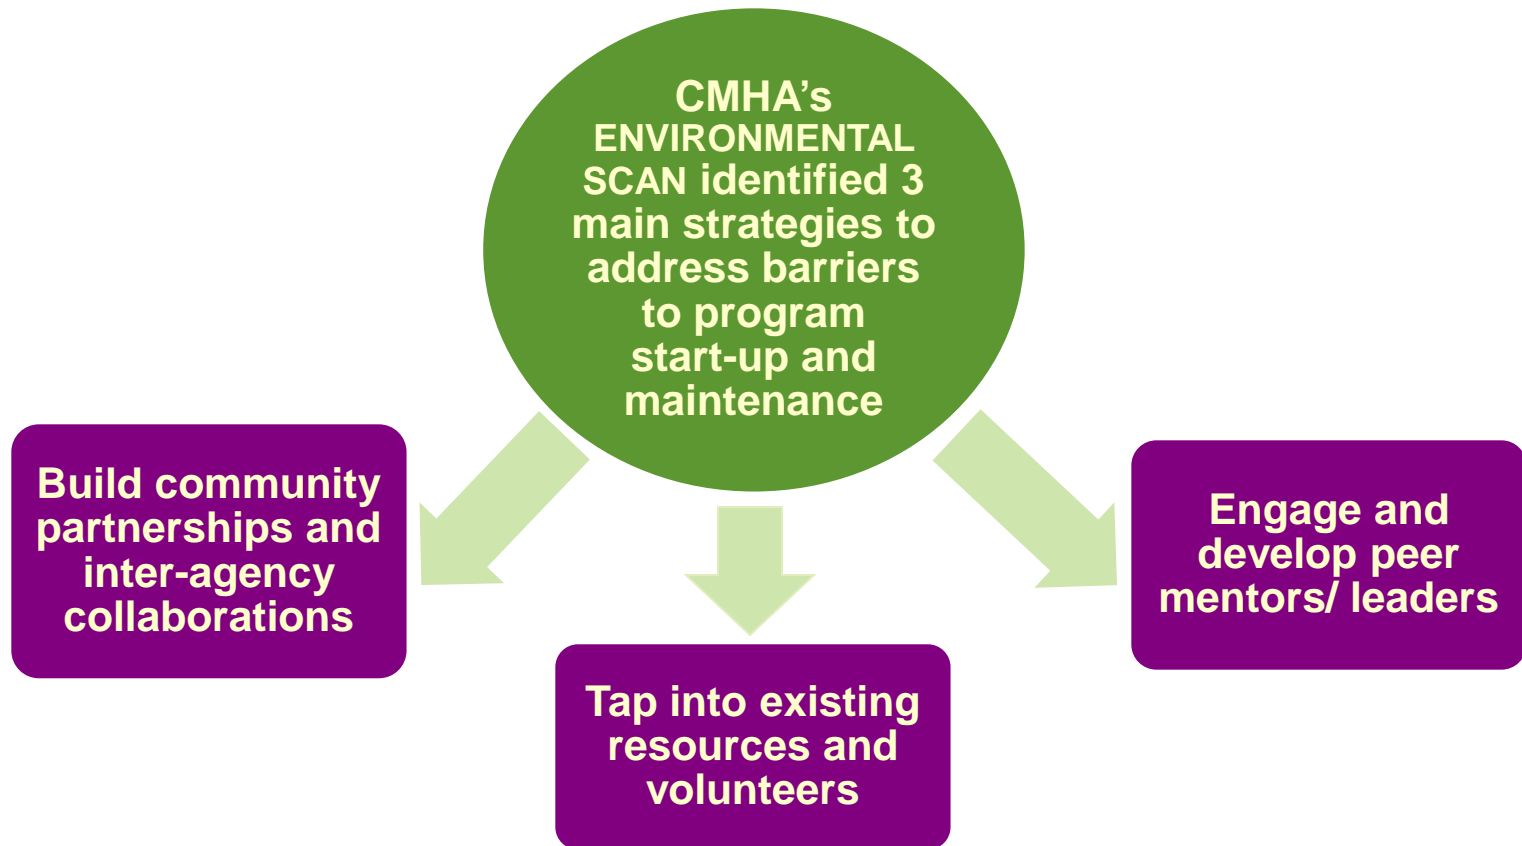 CMHA’s
ENVIRONMENTAL
SCAN identified 3
main strategies to
address barriers
to program
start-up and
maintenance
Build community
partnerships and
inter-agency
collaborations
Tap into existing
resources and
volunteers
Engage and
develop peer
mentors/ leaders